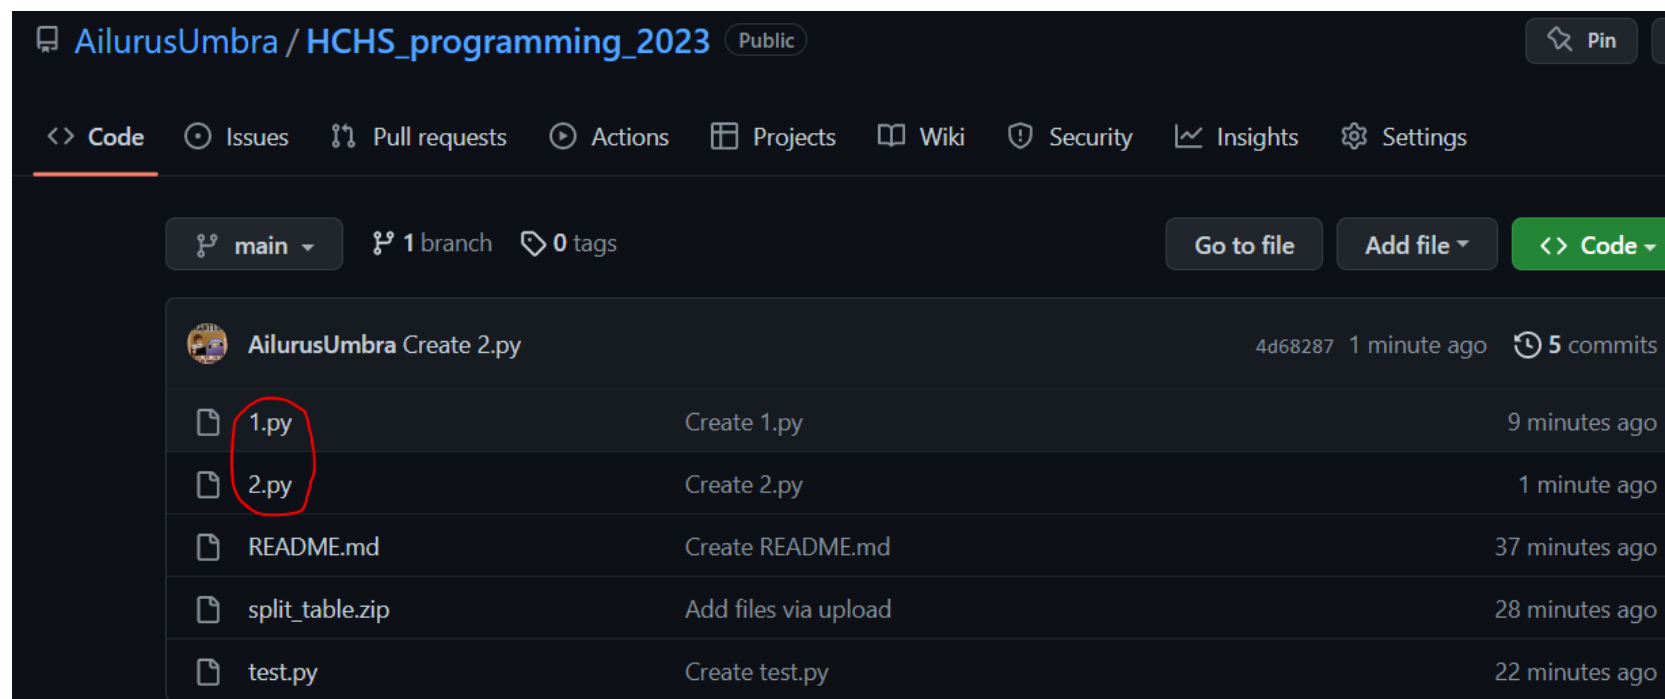 AilurusUmbra / HCHS_programming_2023 Public Pin
Code Issues Pull requests Actions Projects Wiki Security Insights Settings
main 1 branch 0 tags Go to file Add file Code
AilurusUmbra Create 2.py 4d68287 1 minute ago 5 commits
1.py Create 1.py 9 minutes ago
2.py Create 2.py 1 minute ago
README.md Create README.md 37 minutes ago
split_table.zip Add files via upload 28 minutes ago
test.py Create test.py 22 minutes ago